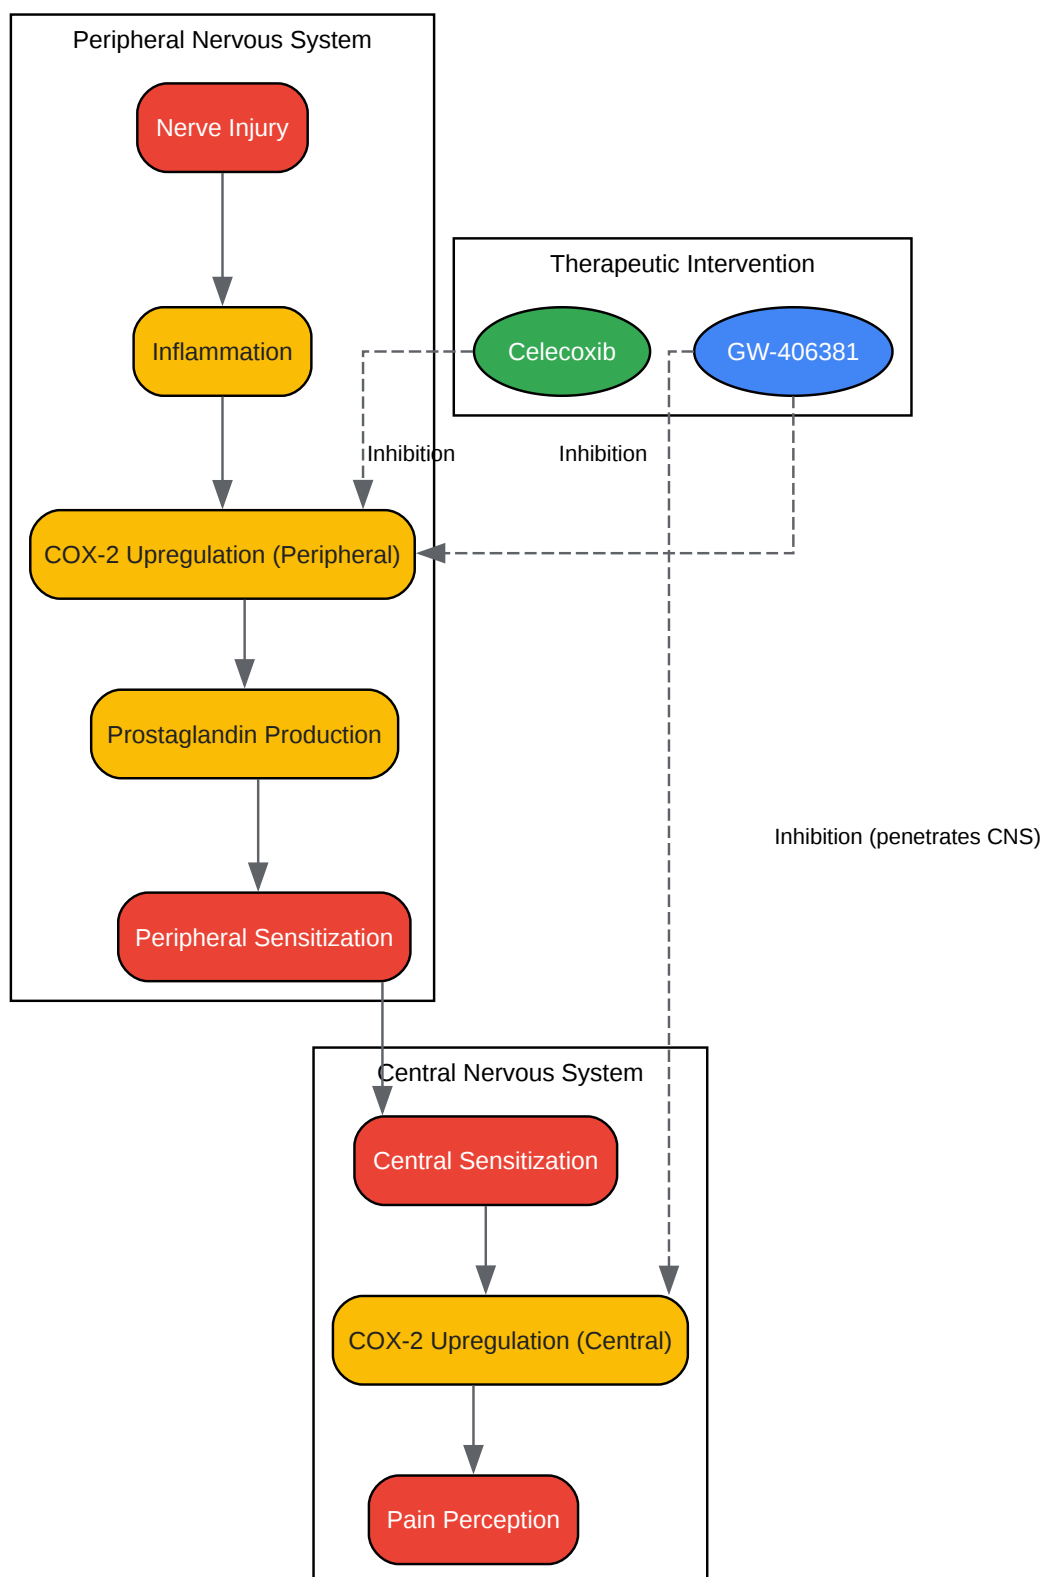 Peripheral Nervous System
Nerve Injury
Therapeutic Intervention
Inflammation
Celecoxib
GW-406381
Inhibition
Inhibition
COX-2 Upregulation (Peripheral)
Prostaglandin Production
Inhibition (penetrates CNS)
Peripheral Sensitization
Central Nervous System
Central Sensitization
COX-2 Upregulation (Central)
Pain Perception